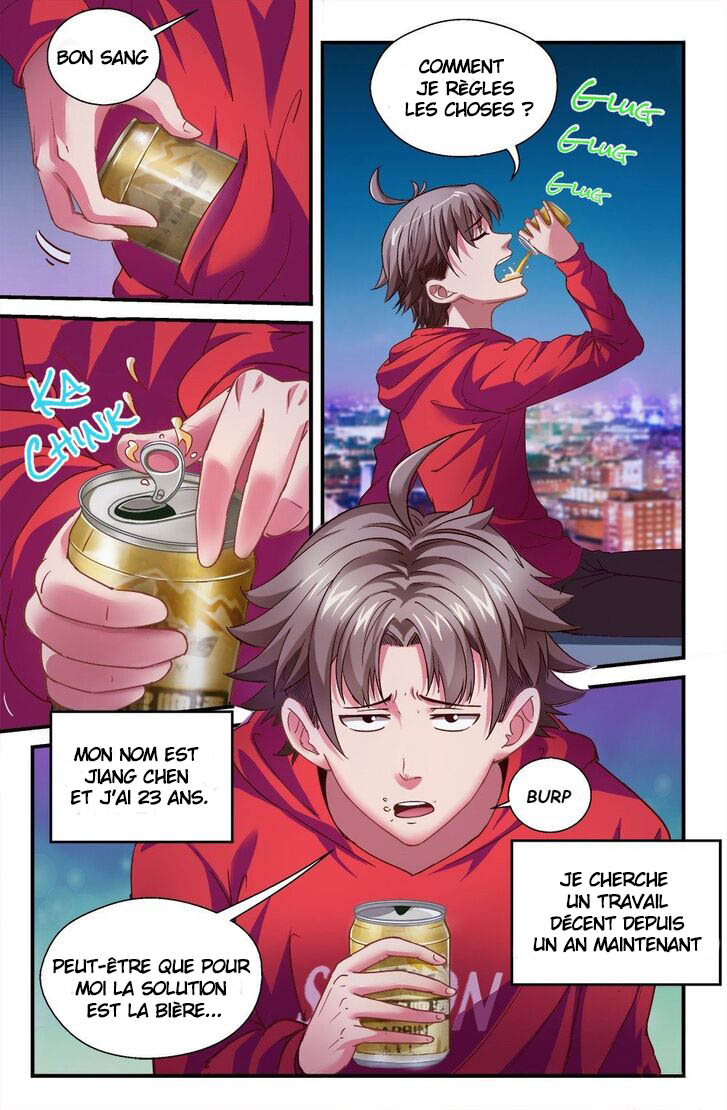 BON SANG
COMMENT
JE RÈGLES
LES CHOSES ?
GLUG
GLUG
GLUG
KA
CHINK
MON NOM EST
JIANG CHEN
ET J'AI 23 ANS.
BURP
JE CHERCHE
UN TRAVAIL
DÉCENT DEPUIS
UN AN MAINTENANT
PEUT-ÊTRE QUE POUR
MOI LA SOLUTION
EST LA BIÈRE...